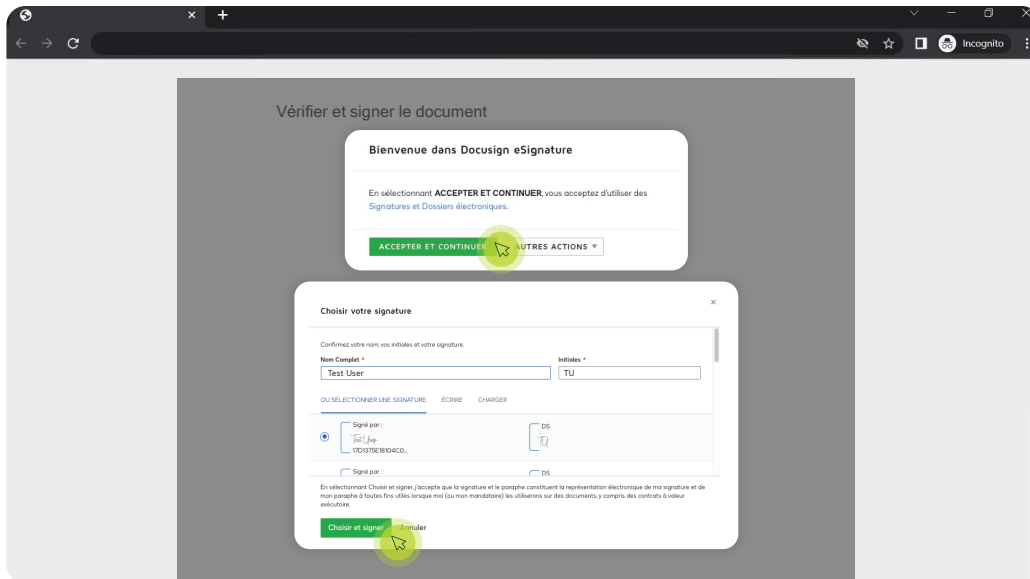 Incognito
Vérifier et signer le document
Bienvenue dans Docusign eSignature
En sélectionnant ACCEPTER ET CONTINUER, vous acceptez d'utiliser des
Signatures et Dossiers électroniques.
ACCEPTER ET CONTINUER AUTRES ACTIONS
Choisir votre signature
Confirmez votre nom, vos initiales et votre signature.
Nom Complet * Initiales *
Test User TU
OU SÉLECTIONNER UNE SIGNATURE ÉCRIRE CHARGER
Signé par : DS
Test User TU
17D1375E18104C0...
Signé par : DS
En sélectionnant Choisir et signer, j'accepte que la signature et le paraphe constituent la représentation électronique de ma signature et de
mon paraphe à toutes fins utiles lorsque moi (ou mon mandataire) les utiliserons sur des documents, y compris des contrats à valeur
exécutoire.
Choisir et signer Annuler